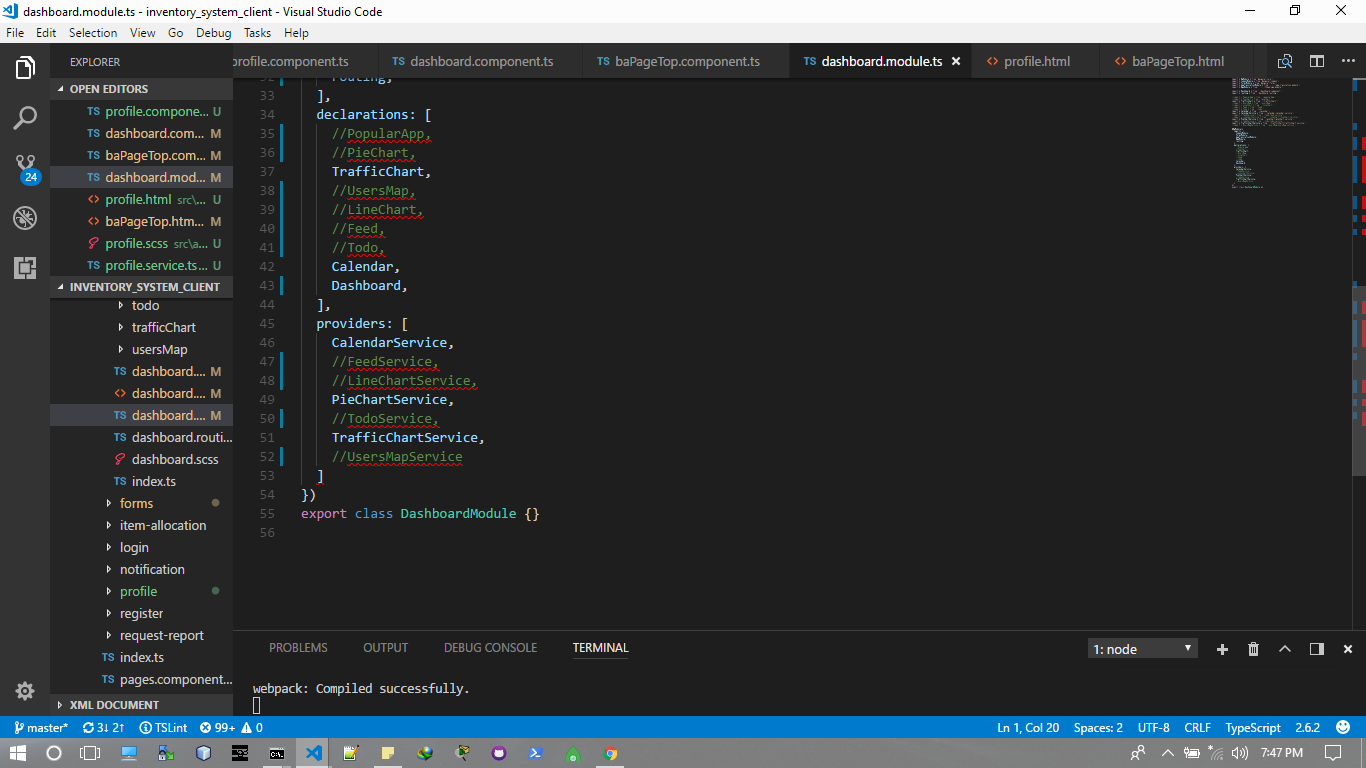 dashboard.module.ts - inventory_system_client - Visual Studio Code
File Edit Selection View Go Debug Tasks Help
EXPLORER
profile.component.ts
TS dashboard.component.ts
TS baPageTop.component.ts
TS dashboard.module.ts ×
<> profile.html
<> baPageTop.html
OPEN EDITORS
TS profile.compone... U
TS dashboard.com... M
TS baPageTop.com... M
TS dashboard.mod... M
<> profile.html src\... U
<> baPageTop.htm... M
profile.scss src\a... U
TS profile.service.ts... U
INVENTORY_SYSTEM_CLIENT
todo
trafficChart
usersMap
TS dashboard.... M
<> dashboard.... M
TS dashboard.... M
TS dashboard.routi...
dashboard.scss
TS index.ts
forms
item-allocation
login
notification
profile
register
request-report
TS index.ts
TS pages.component...
XML DOCUMENT
24
32 routing,
33 ],
34 declarations: [
35 //PopularApp,
36 //PieChart,
37 TrafficChart,
38 //UsersMap,
39 //LineChart,
40 //Feed,
41 //Todo,
42 Calendar,
43 Dashboard,
44 ],
45 providers: [
46 CalendarService,
47 //FeedService,
48 //LineChartService,
49 PieChartService,
50 //TodoService,
51 TrafficChartService,
52 //UsersMapService
53 ]
54 })
55 export class DashboardModule {}
56
PROBLEMS OUTPUT DEBUG CONSOLE TERMINAL
1: node
webpack: Compiled successfully.
master* 3↓ 2↑ TSLint 99+ 0
Ln 1, Col 20 Spaces: 2 UTF-8 CRLF TypeScript 2.6.2
7:47 PM